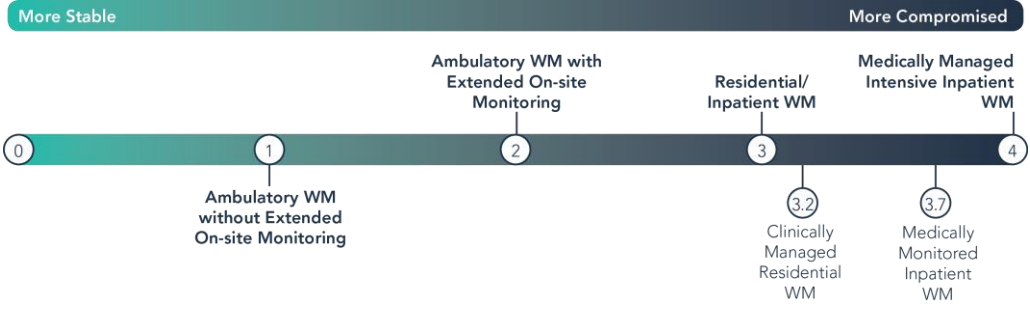 More Stable
More Compromised
Ambulatory WM with
Extended On-site
Monitoring
Residential/
Inpatient WM
Medically Managed
Intensive Inpatient
WM
0
1
2
3
4
Ambulatory WM
without Extended
On-site Monitoring
3.2
Clinically
Managed
Residential
WM
3.7
Medically
Monitored
Inpatient
WM